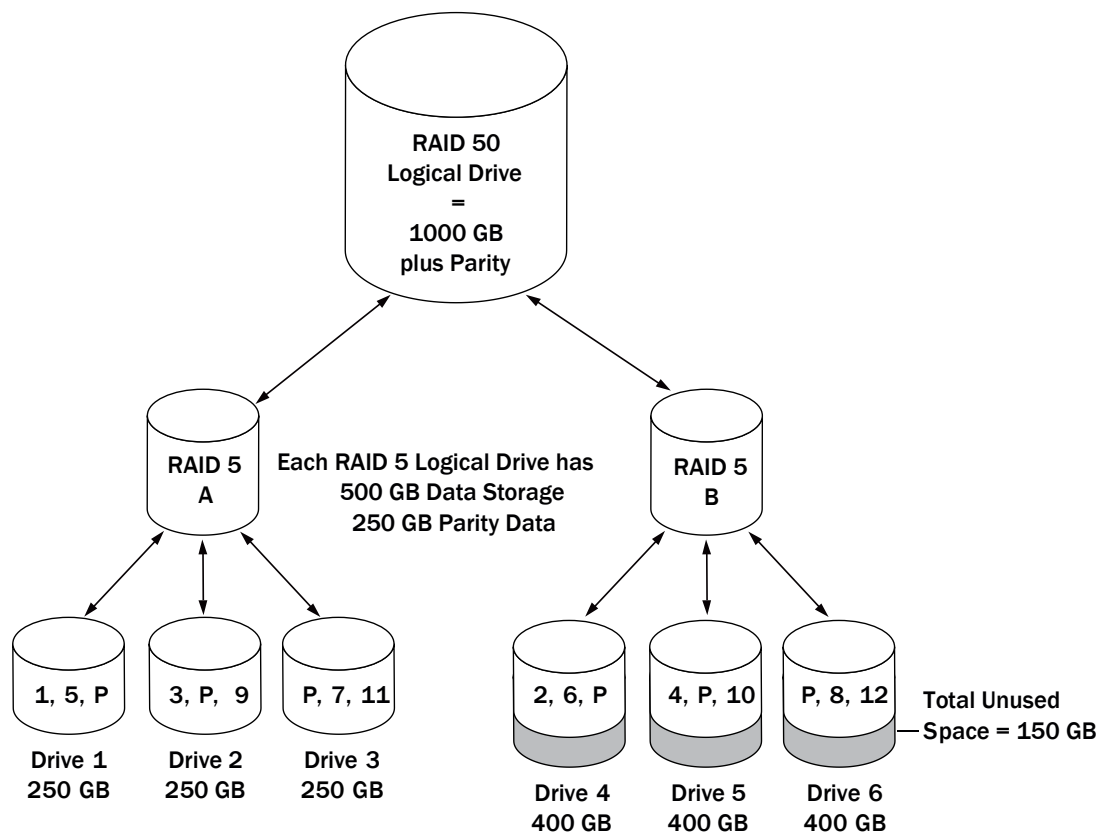 RAID 50
Logical Drive
=
1000 GB
plus Parity
RAID 5
A
Each RAID 5 Logical Drive has
500 GB Data Storage
250 GB Parity Data
RAID 5
B
1, 5, P
3, P, 9
P, 7, 11
2, 6, P
4, P, 10
P, 8, 12
Total Unused
Space = 150 GB
Drive 1
250 GB
Drive 2
250 GB
Drive 3
250 GB
Drive 4
400 GB
Drive 5
400 GB
Drive 6
400 GB